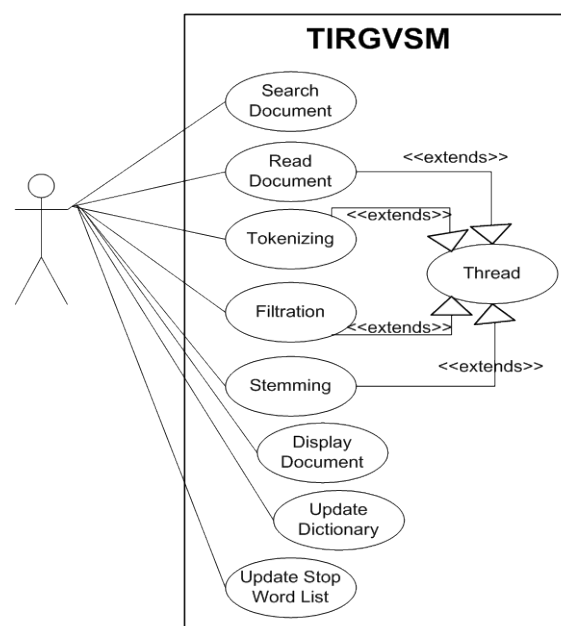 TIRGVSM
Search
Document
Read
Document
<<extends>>
Tokenizing
<<extends>>
Thread
Filtration
<<extends>>
Stemming
<<extends>>
Display
Document
Update
Dictionary
Update Stop
Word List